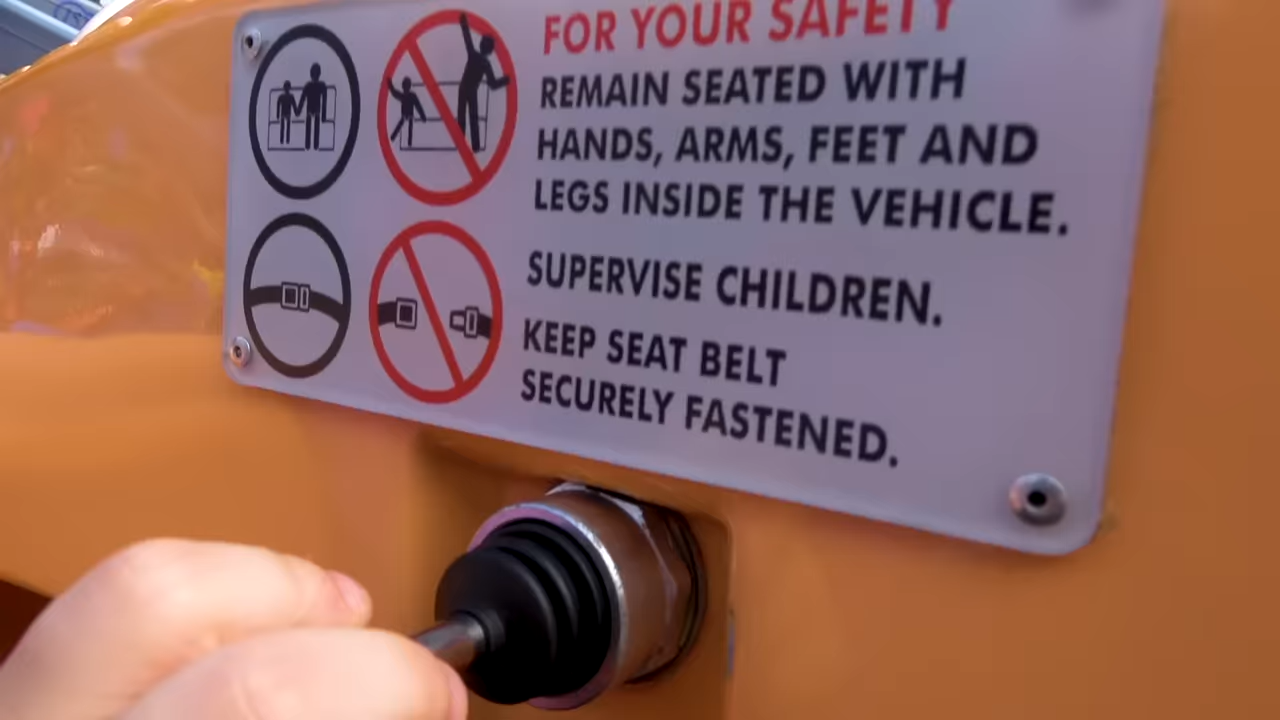 FOR YOUR SAFETY
REMAIN SEATED WITH
HANDS, ARMS, FEET AND
LEGS INSIDE THE VEHICLE.
SUPERVISE CHILDREN.
KEEP SEAT BELT
SECURELY FASTENED.